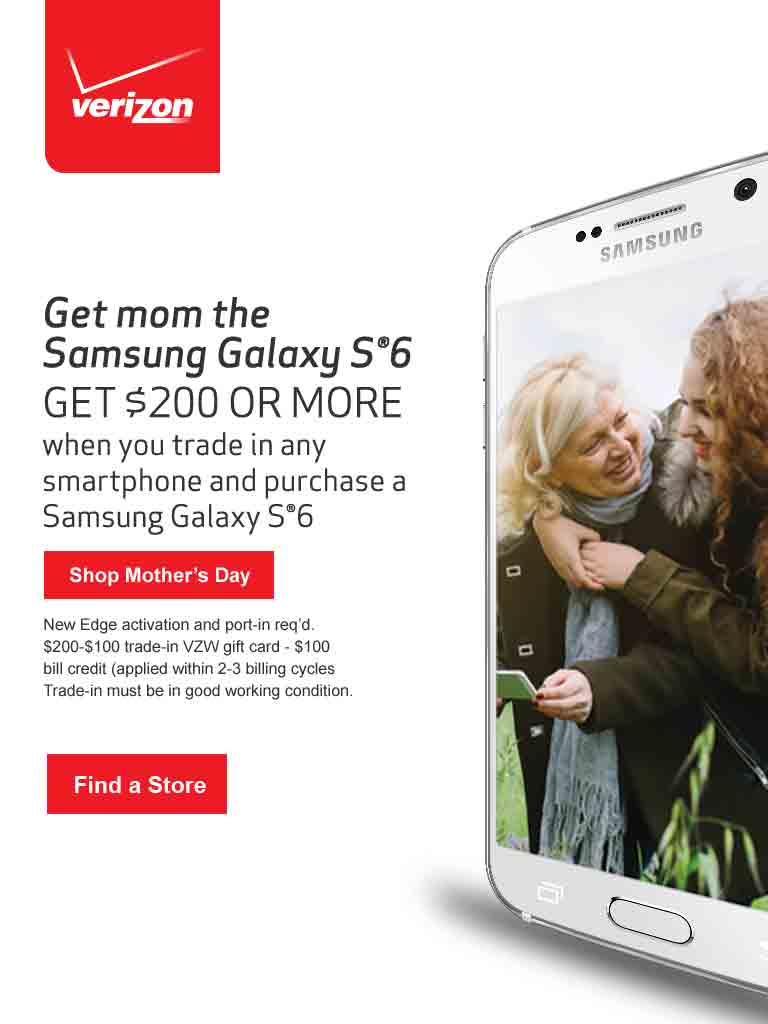 verizon
SAMSUNG
Get mom the
Samsung Galaxy S®6
GET $200 OR MORE
when you trade in any
smartphone and purchase a
Samsung Galaxy S®6
Shop Mother's Day
New Edge activation and port-in req'd.
$200-$100 trade-in VZW gift card - $100
bill credit (applied within 2-3 billing cycles
Trade-in must be in good working condition.
Find a Store